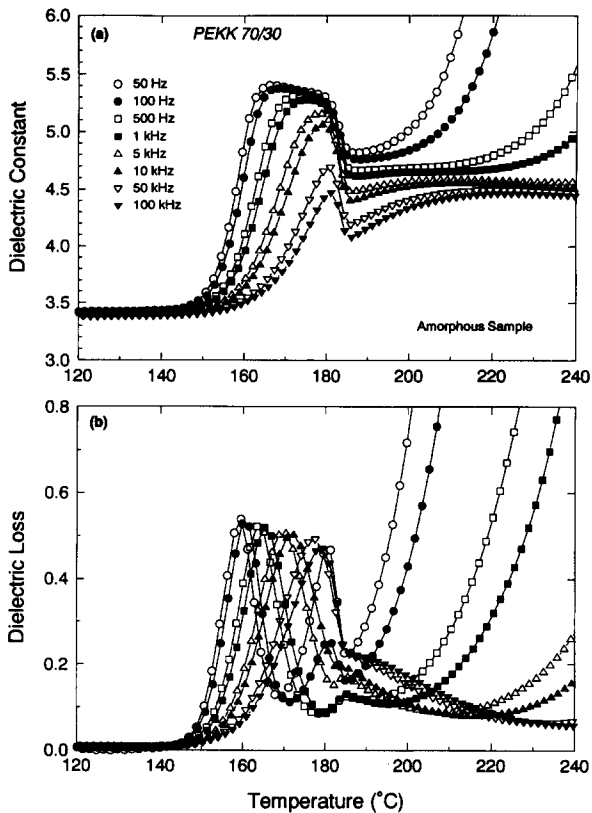 (a)
PEKK 70/30
50 Hz
100 Hz
500 Hz
1 kHz
5 kHz
10 kHz
50 kHz
100 kHz
Amorphous Sample
Dielectric Constant
6.0
5.5
5.0
4.5
4.0
3.5
3.0
120 140 160 180 200 220 240
(b)
Dielectric Loss
0.8
0.6
0.4
0.2
0.0
120 140 160 180 200 220 240
Temperature (°C)